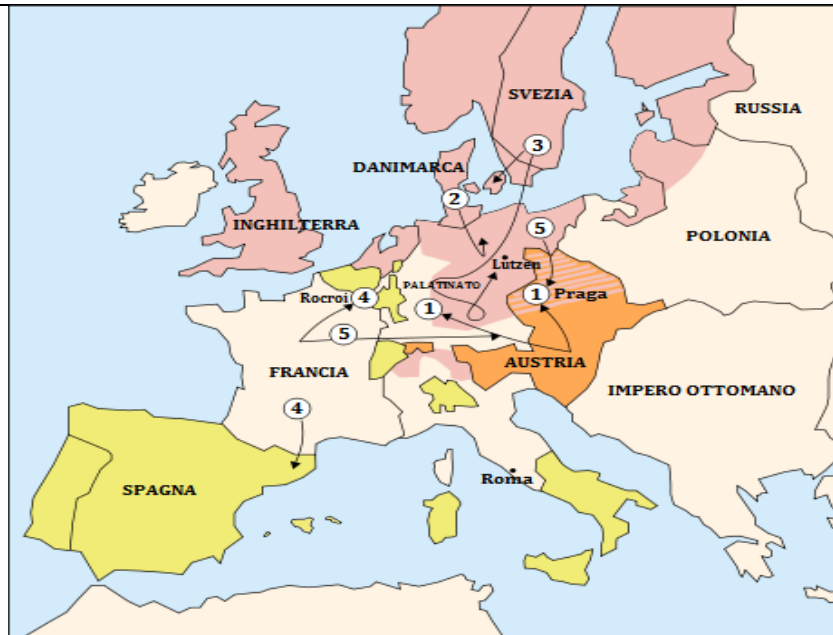 SVEZIA
RUSSIA
3
DANIMARCA
2
INGHILTERRA
5
POLONIA
Lützen
PALATINATO
Rocroi
4
1
1
Praga
5
AUSTRIA
FRANCIA
IMPERO OTTOMANO
4
Roma
SPAGNA